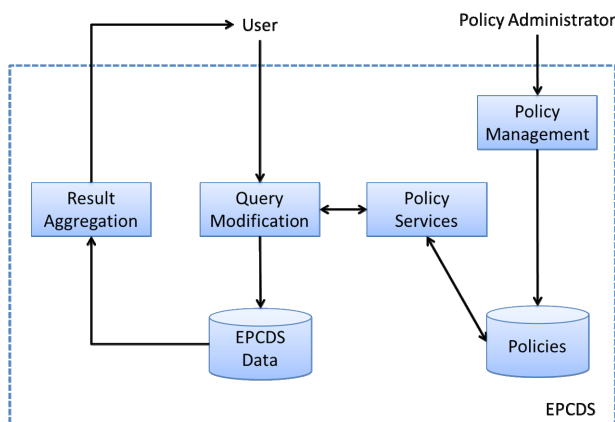 User
Policy Administrator
Policy
Management
Result
Aggregation
Query
Modification
Policy
Services
EPCDS
Data
Policies
EPCDS